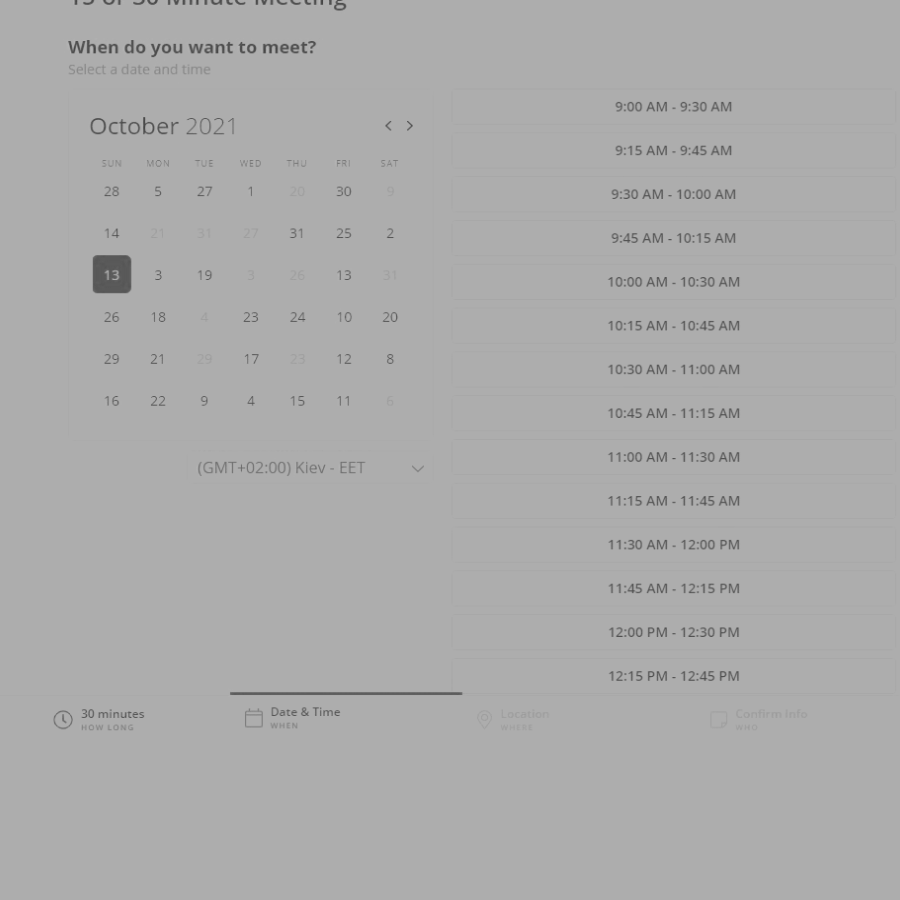 15 or 30 Minute Meeting
When do you want to meet?
Select a date and time
October 2021
SUN MON TUE WED THU FRI SAT
28 5 27 1 20 30 9
14 21 31 27 31 25 2
13 3 19 3 26 13 31
26 18 4 23 24 10 20
29 21 29 17 23 12 8
16 22 9 4 15 11 6
(GMT+02:00) Kiev - EET
9:00 AM - 9:30 AM
9:15 AM - 9:45 AM
9:30 AM - 10:00 AM
9:45 AM - 10:15 AM
10:00 AM - 10:30 AM
10:15 AM - 10:45 AM
10:30 AM - 11:00 AM
10:45 AM - 11:15 AM
11:00 AM - 11:30 AM
11:15 AM - 11:45 AM
11:30 AM - 12:00 PM
11:45 AM - 12:15 PM
12:00 PM - 12:30 PM
12:15 PM - 12:45 PM
30 minutes
HOW LONG
Date & Time
WHEN
Location
WHERE
Confirm Info
WHO